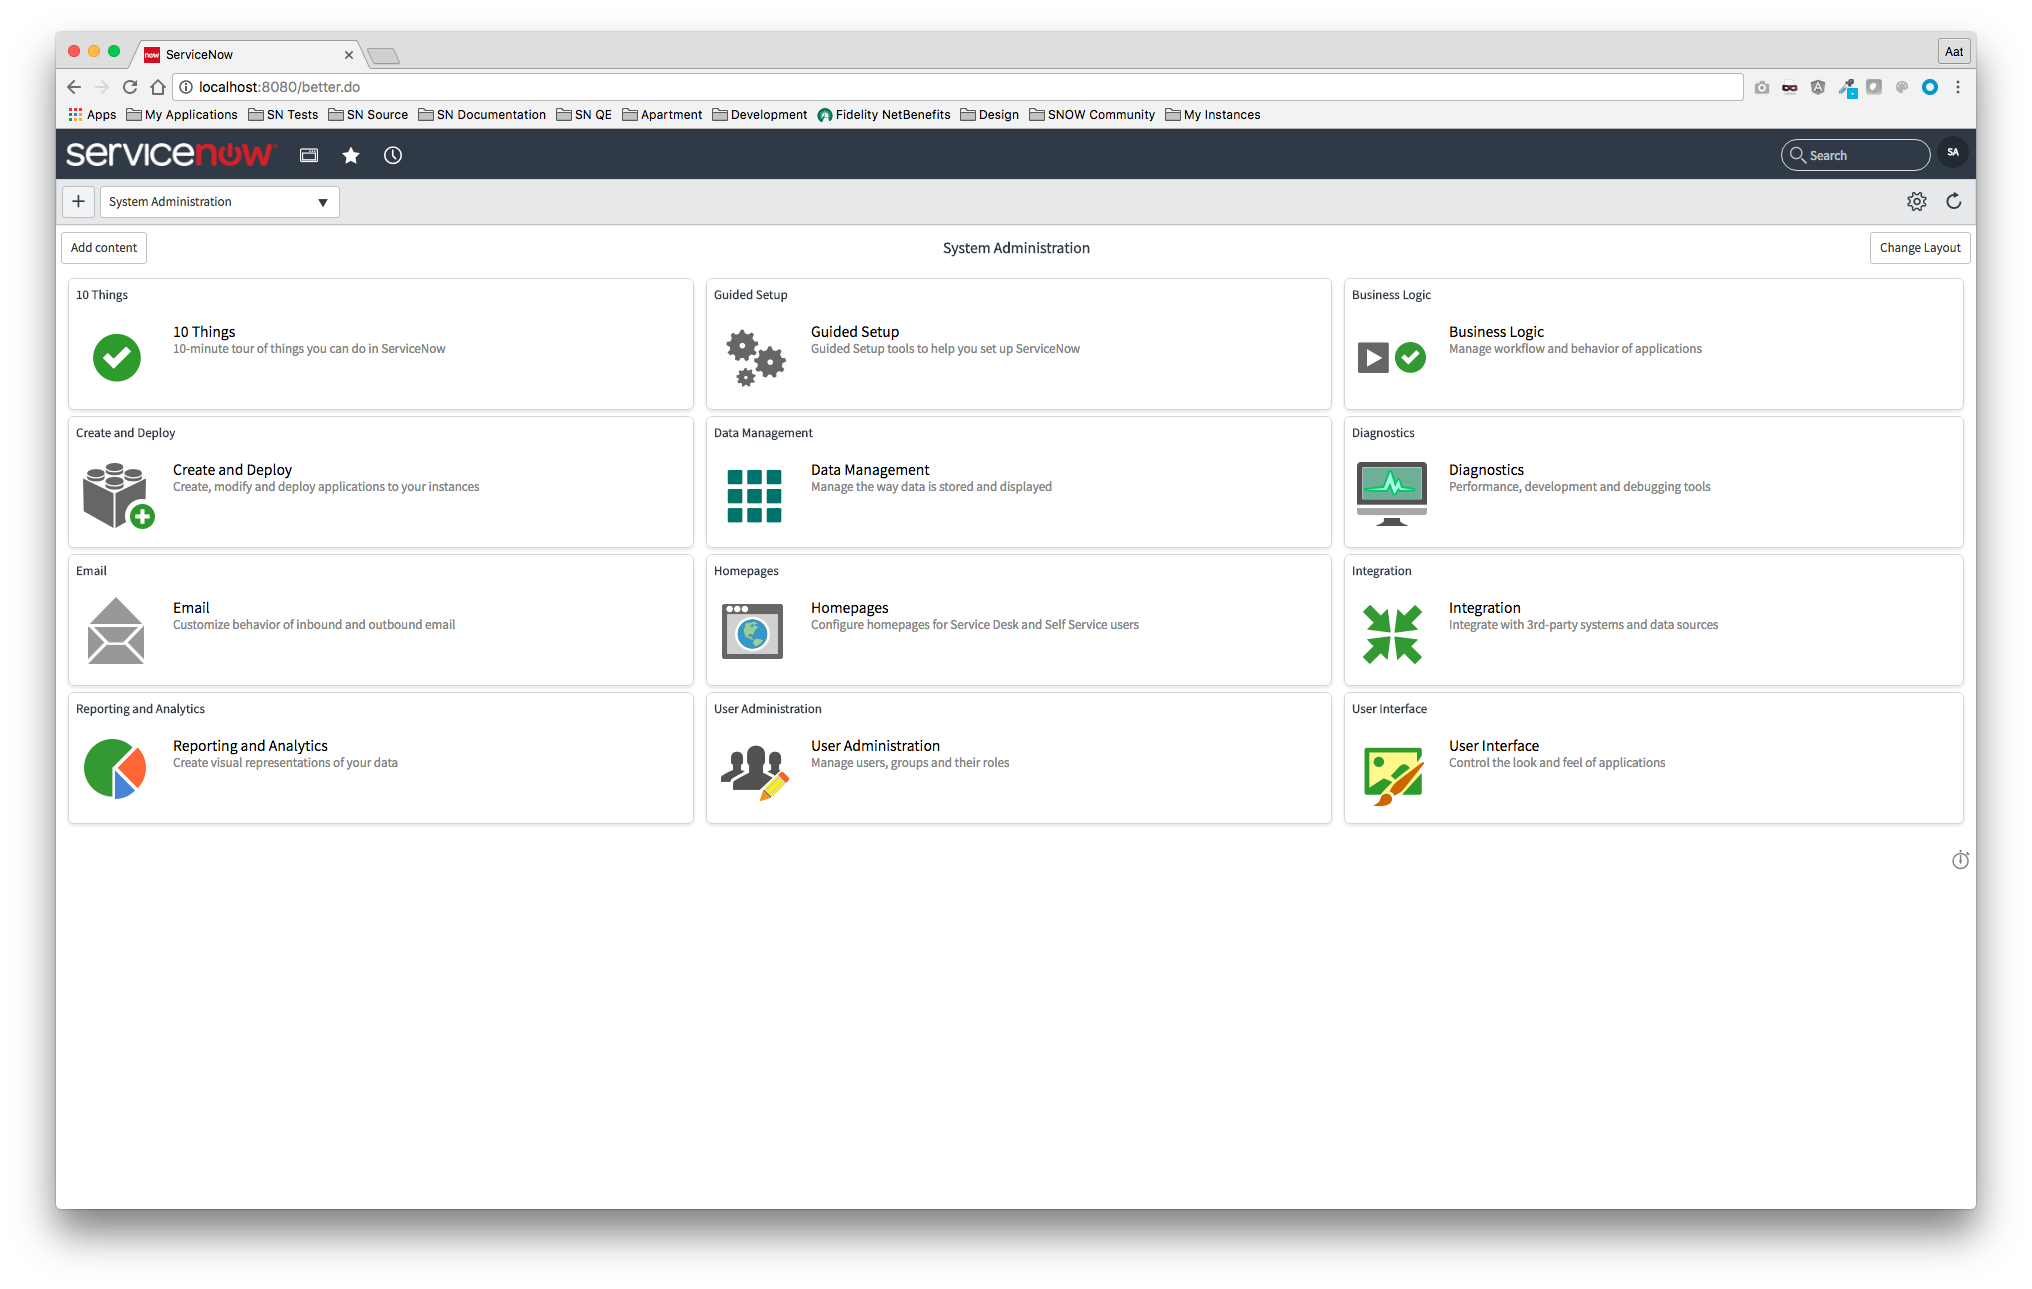 now ServiceNow
Aat
localhost:8080/better.do
Apps My Applications SN Tests SN Source SN Documentation SN QE Apartment Development Fidelity NetBenefits Design SNOW Community My Instances
servicenow
Search
SA
+ System Administration
Add content
System Administration
Change Layout
10 Things
10 Things
10-minute tour of things you can do in ServiceNow
Guided Setup
Guided Setup
Guided Setup tools to help you set up ServiceNow
Business Logic
Business Logic
Manage workflow and behavior of applications
Create and Deploy
Create and Deploy
Create, modify and deploy applications to your instances
Data Management
Data Management
Manage the way data is stored and displayed
Diagnostics
Diagnostics
Performance, development and debugging tools
Email
Email
Customize behavior of inbound and outbound email
Homepages
Homepages
Configure homepages for Service Desk and Self Service users
Integration
Integration
Integrate with 3rd-party systems and data sources
Reporting and Analytics
Reporting and Analytics
Create visual representations of your data
User Administration
User Administration
Manage users, groups and their roles
User Interface
User Interface
Control the look and feel of applications